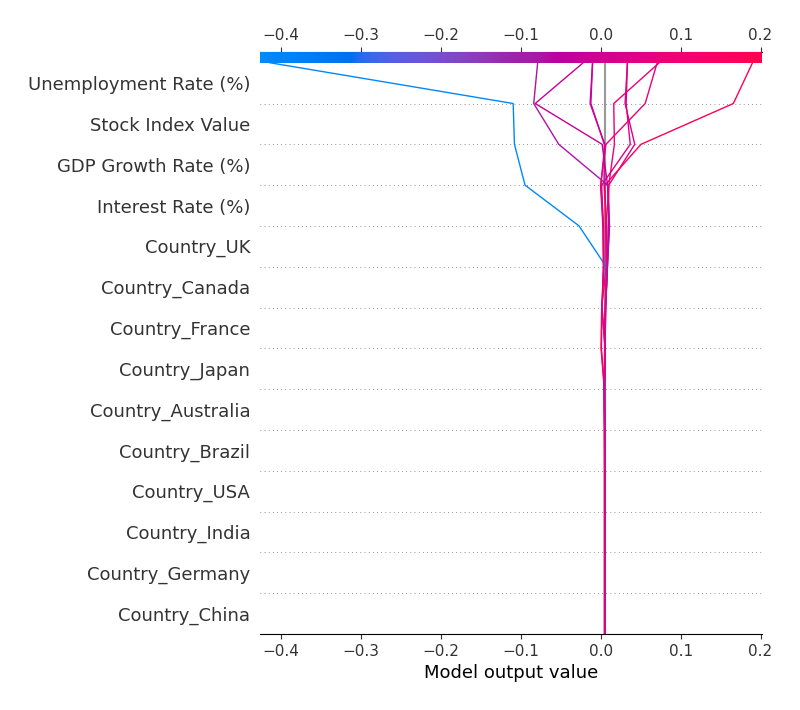 −0.4 −0.3 −0.2 −0.1 0.0 0.1 0.2
Unemployment Rate (%)
Stock Index Value
GDP Growth Rate (%)
Interest Rate (%)
Country_UK
Country_Canada
Country_France
Country_Japan
Country_Australia
Country_Brazil
Country_USA
Country_India
Country_Germany
Country_China
−0.4 −0.3 −0.2 −0.1 0.0 0.1 0.2
Model output value